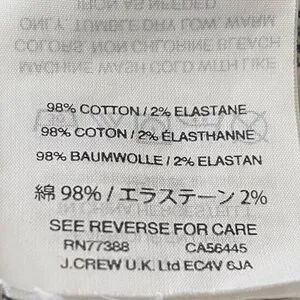 98% COTTON / 2% ELASTANE
98% COTON / 2% ÉLASTHANNE
98% BAUMWOLLE / 2% ELASTAN
綿 98% / エラステーン 2%
SEE REVERSE FOR CARE
RN77388 CA56445
J.CREW U.K. Ltd EC4V 6JA